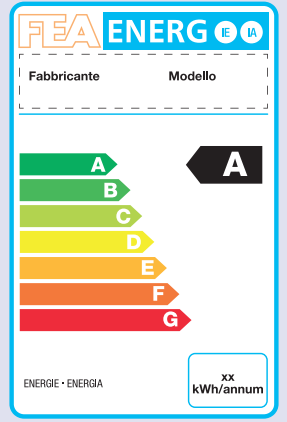 FEA ENERG IE IA
Fabbricante Modello
A
A
B
C
D
E
F
G
ENERGIE • ENERGIA
xx
kWh/annum